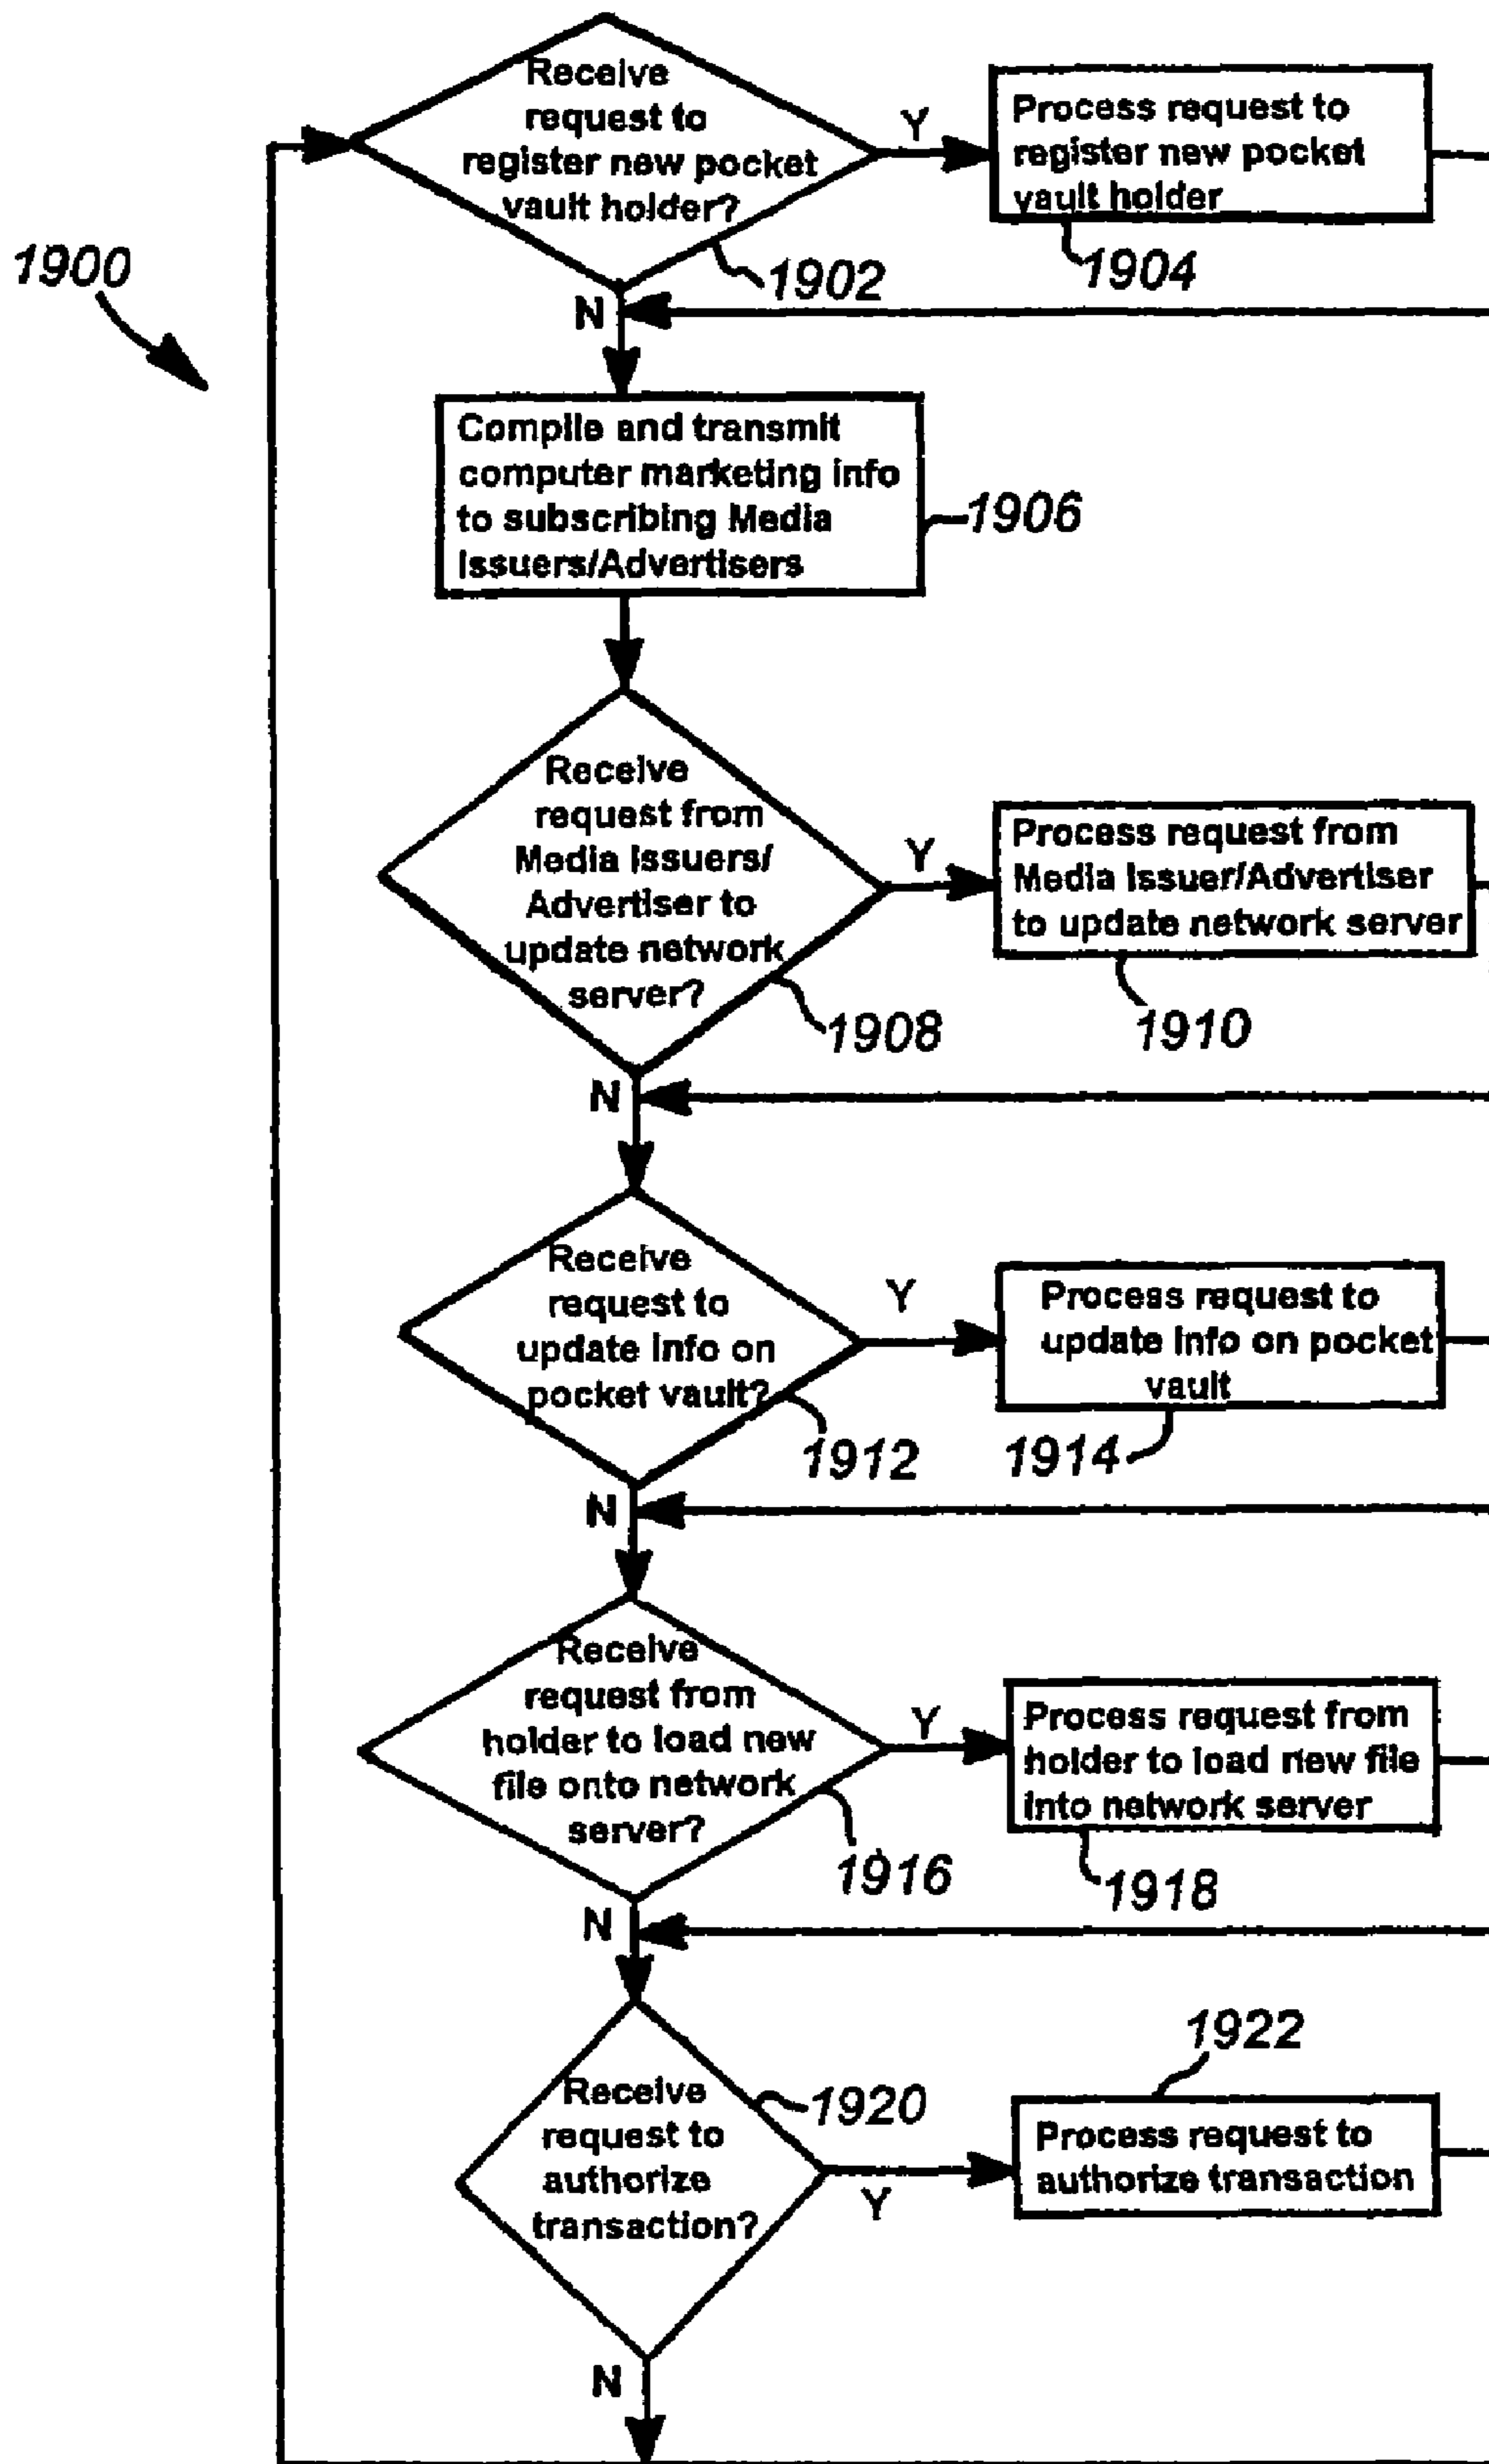 Receive
request to
register new pocket
vault holder?
Y
Process request to
register new pocket
vault holder
1900
1902
1904
N
Compile and transmit
computer marketing info
to subscribing Media
Issuers/Advertisers
1906
Receive
request from
Media Issuers/
Advertiser to
update network
server?
Y
Process request from
Media Issuer/Advertiser
to update network server
1908
1910
N
Receive
request to
update info on
pocket vault?
Y
Process request to
update info on pocket
vault
1912
1914
N
Receive
request from
holder to load new
file onto network
server?
Y
Process request from
holder to load new file
into network server
1916
1918
N
Receive
request to
authorize
transaction?
1920
Y
1922
Process request to
authorize transaction
N